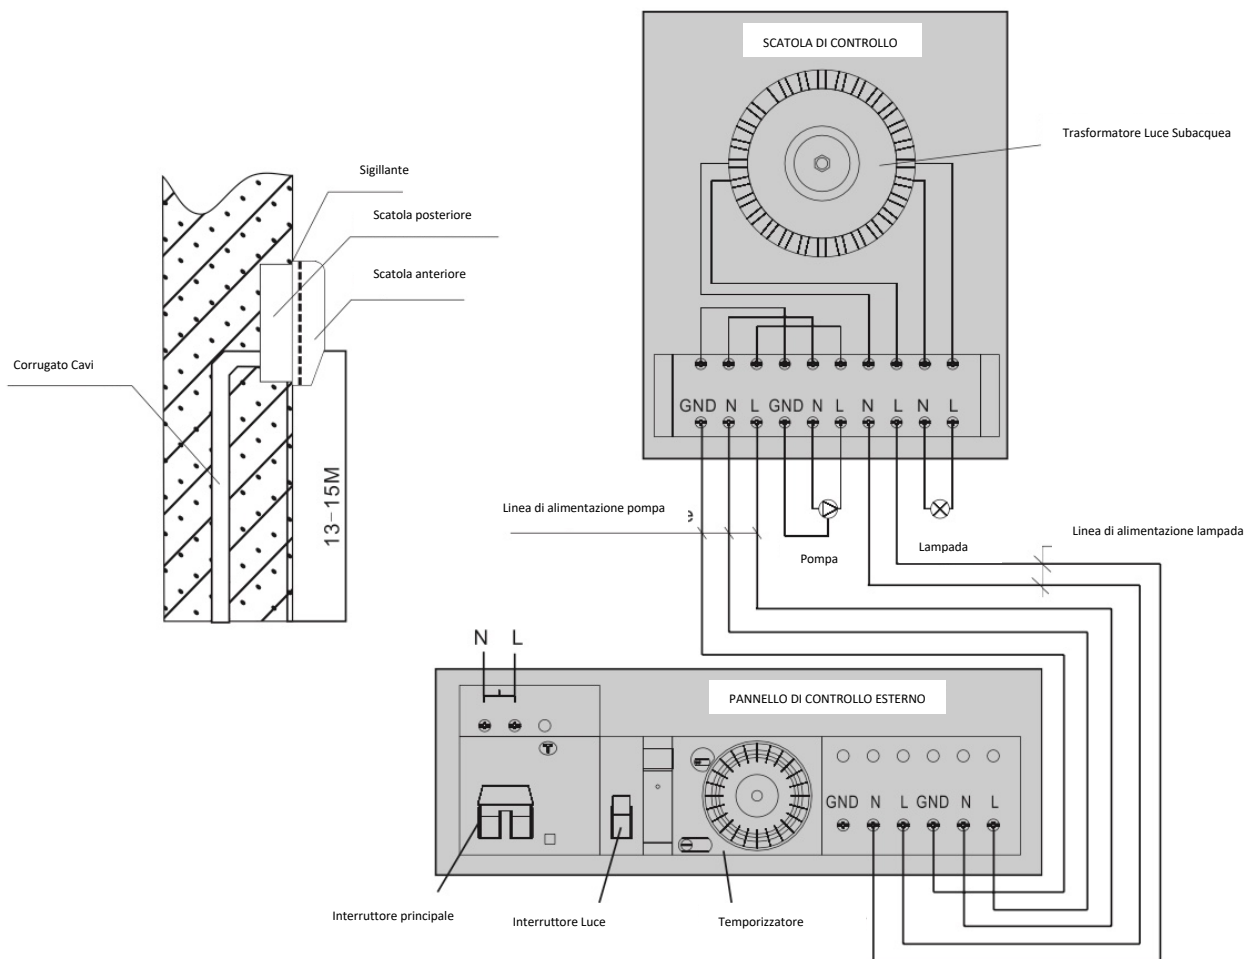 SCATOLA DI CONTROLLO
Trasformatore Luce Subacquea
Sigillante
Scatola posteriore
Scatola anteriore
Corrugato Cavi
13-15M
GND N L GND N L N L N L
Linea di alimentazione pompa
e
Pompa
Lampada
Linea di alimentazione lampada
N L
PANNELLO DI CONTROLLO ESTERNO
T
GND N L GND N L
Interruttore principale
Interruttore Luce
Temporizzatore